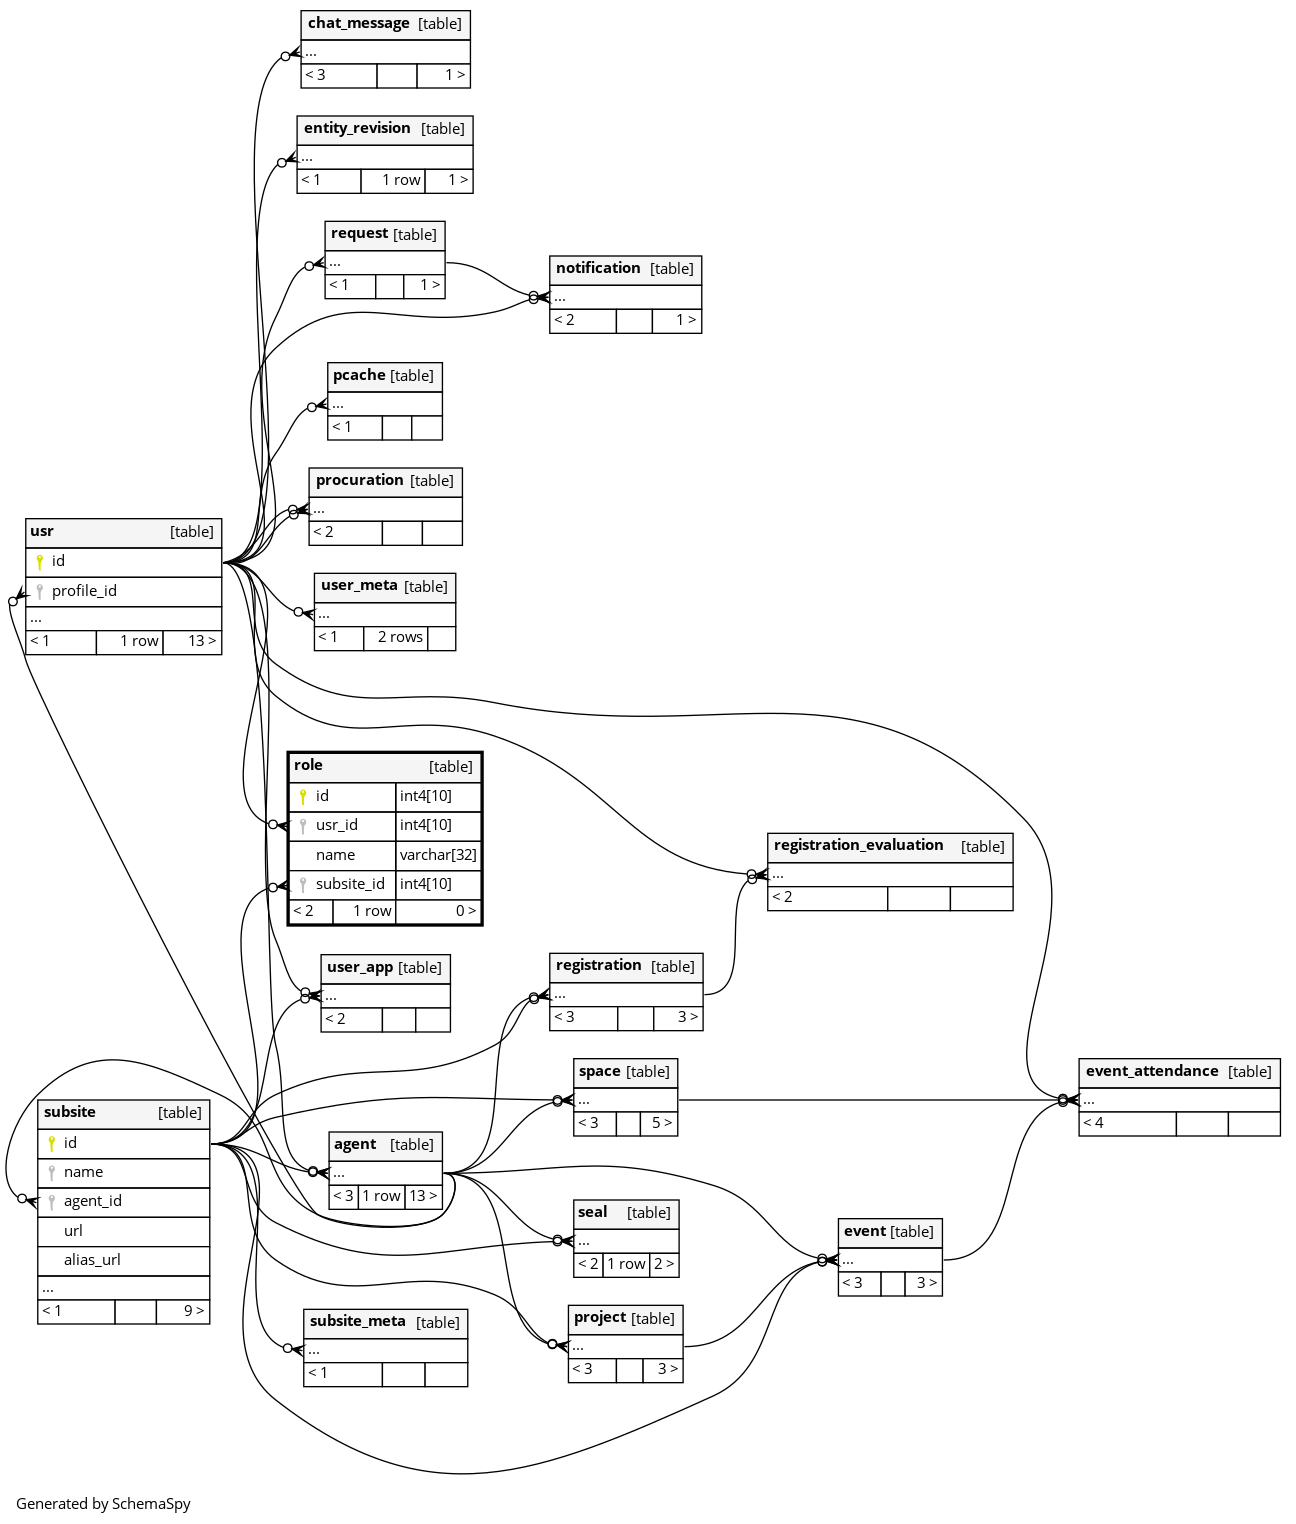 chat_message [table]
...
< 3 1 >
entity_revision [table]
...
< 1 1 row 1 >
request [table]
...
< 1 1 >
notification [table]
...
< 2 1 >
pcache [table]
...
< 1
procuration [table]
...
< 2
usr [table]
id
profile_id
...
< 1 1 row 13 >
user_meta [table]
...
< 1 2 rows
role [table]
id int4[10]
usr_id int4[10]
name varchar[32]
subsite_id int4[10]
< 2 1 row 0 >
registration_evaluation [table]
...
< 2
user_app [table]
...
< 2
registration [table]
...
< 3 3 >
space [table]
...
< 3 5 >
event_attendance [table]
...
< 4
subsite [table]
id
name
agent_id
url
alias_url
...
< 1 9 >
agent [table]
...
< 3 1 row 13 >
seal [table]
...
< 2 1 row 2 >
event [table]
...
< 3 3 >
subsite_meta [table]
...
< 1
project [table]
...
< 3 3 >
Generated by SchemaSpy